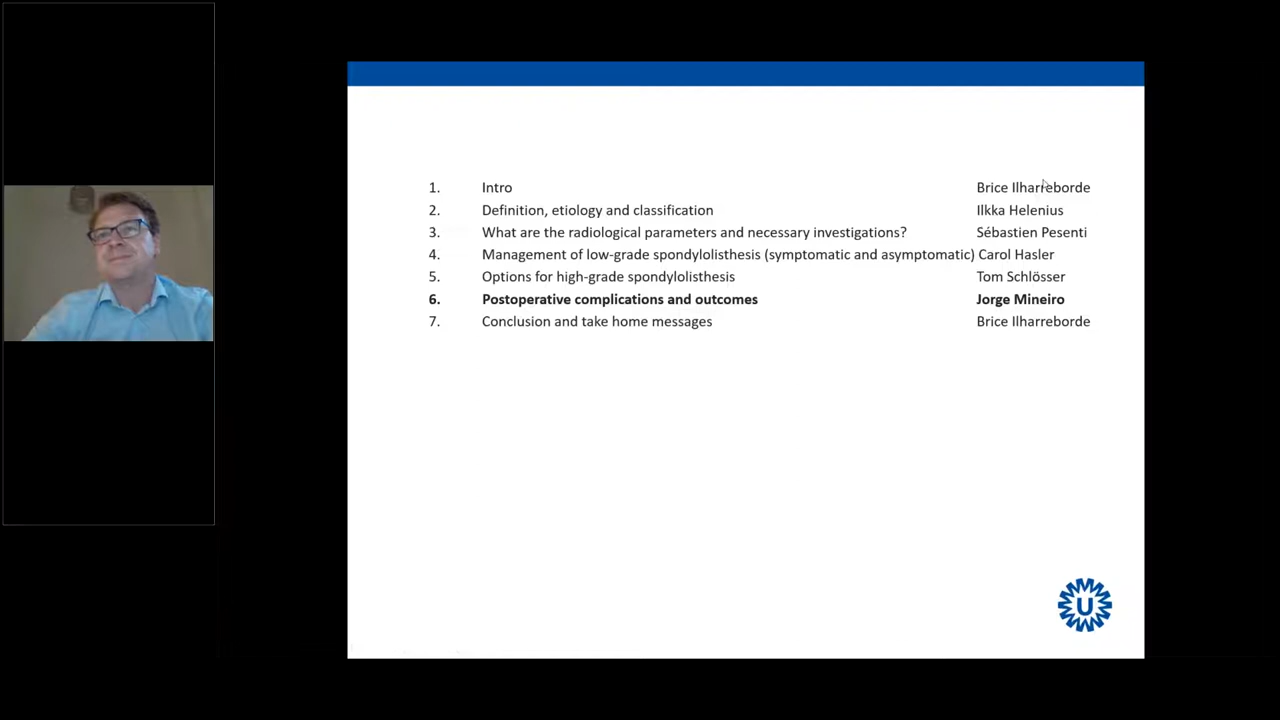 1. Intro Brice Ilharreborde
2. Definition, etiology and classification Ilkka Helenius
3. What are the radiological parameters and necessary investigations? Sébastien Pesenti
4. Management of low-grade spondylolisthesis (symptomatic and asymptomatic) Carol Hasler
5. Options for high-grade spondylolisthesis Tom Schlösser
6. Postoperative complications and outcomes Jorge Mineiro
7. Conclusion and take home messages Brice Ilharreborde
U